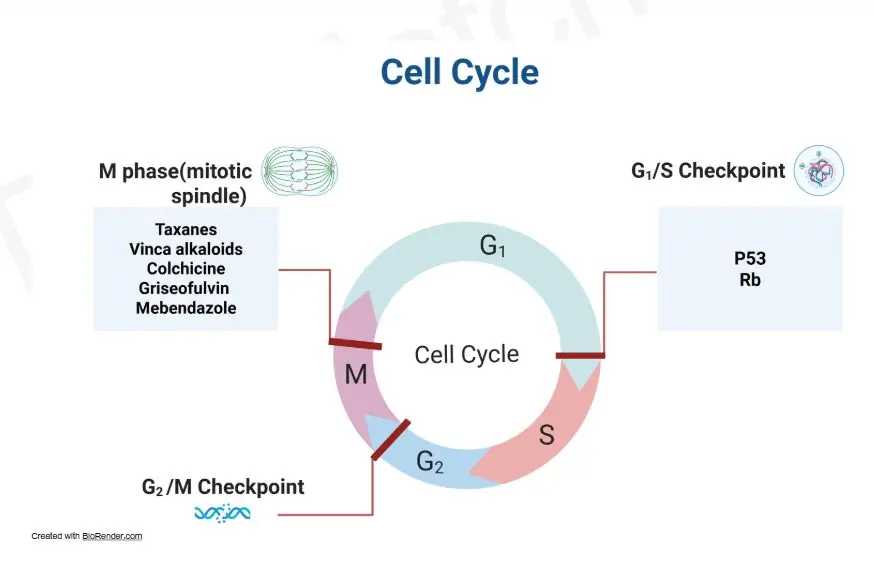 Cell Cycle
M phase(mitotic
spindle)
Taxanes
Vinca alkaloids
Colchicine
Griseofulvin
Mebendazole
G₁/S Checkpoint
P53
Rb
G₁
Cell Cycle
M
S
G₂
G₂/M Checkpoint
Created with BioRender.com